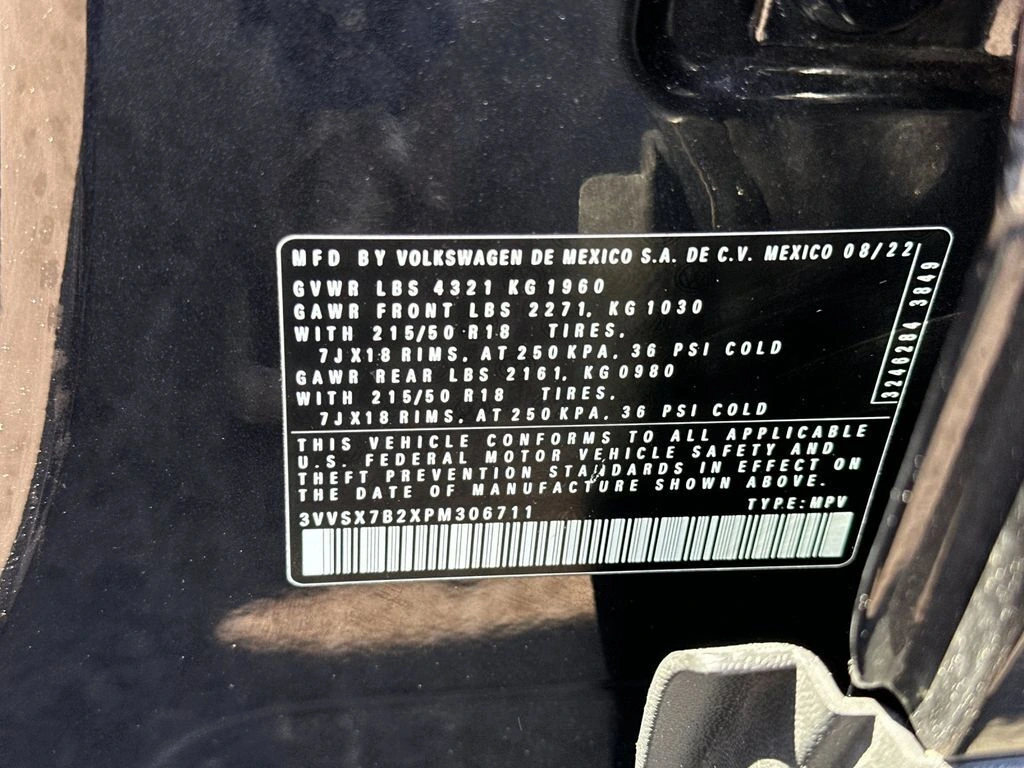 MFD BY VOLKSWAGEN DE MEXICO S.A. DE C.V. MEXICO 08/22
GVWR LBS 4321 KG 1960
GAWR FRONT LBS 2271, KG 1030
WITH 215/50 R18 TIRES,
7JX18 RIMS, AT 250 KPA, 36 PSI COLD
GAWR REAR LBS 2161, KG 0980
WITH 215/50 R18 TIRES,
7JX18 RIMS, AT 250 KPA, 36 PSI COLD
3246284 3849
THIS VEHICLE CONFORMS TO ALL APPLICABLE
U.S. FEDERAL MOTOR VEHICLE SAFETY AND
THEFT PREVENTION STANDARDS IN EFFECT ON
THE DATE OF MANUFACTURE SHOWN ABOVE.
3VVSX7B2XPM306711 TYPE: MPV